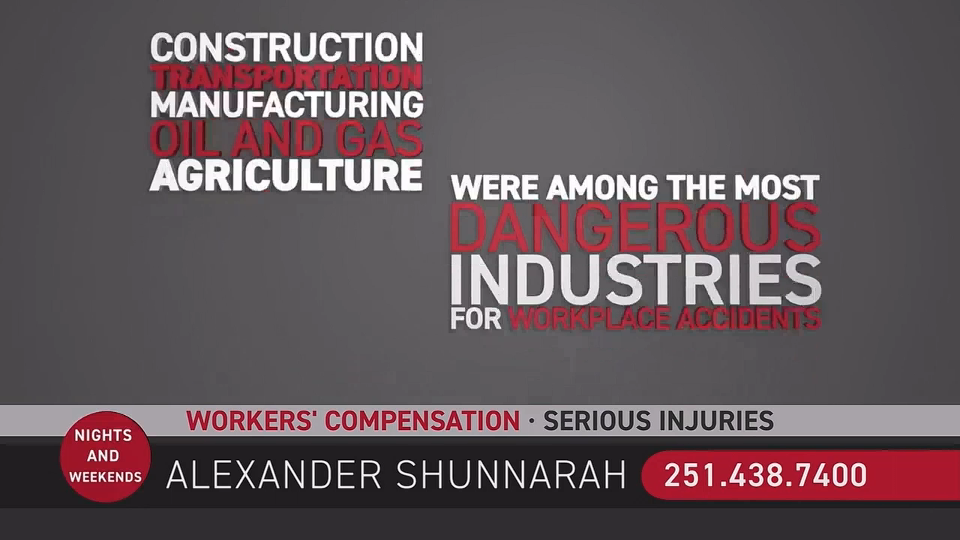 CONSTRUCTION
TRANSPORTATION
MANUFACTURING
OIL AND GAS
AGRICULTURE
WERE AMONG THE MOST
DANGEROUS
INDUSTRIES
FOR WORKPLACE ACCIDENTS
WORKERS' COMPENSATION · SERIOUS INJURIES
NIGHTS
AND
WEEKENDS
ALEXANDER SHUNNARAH
251.438.7400